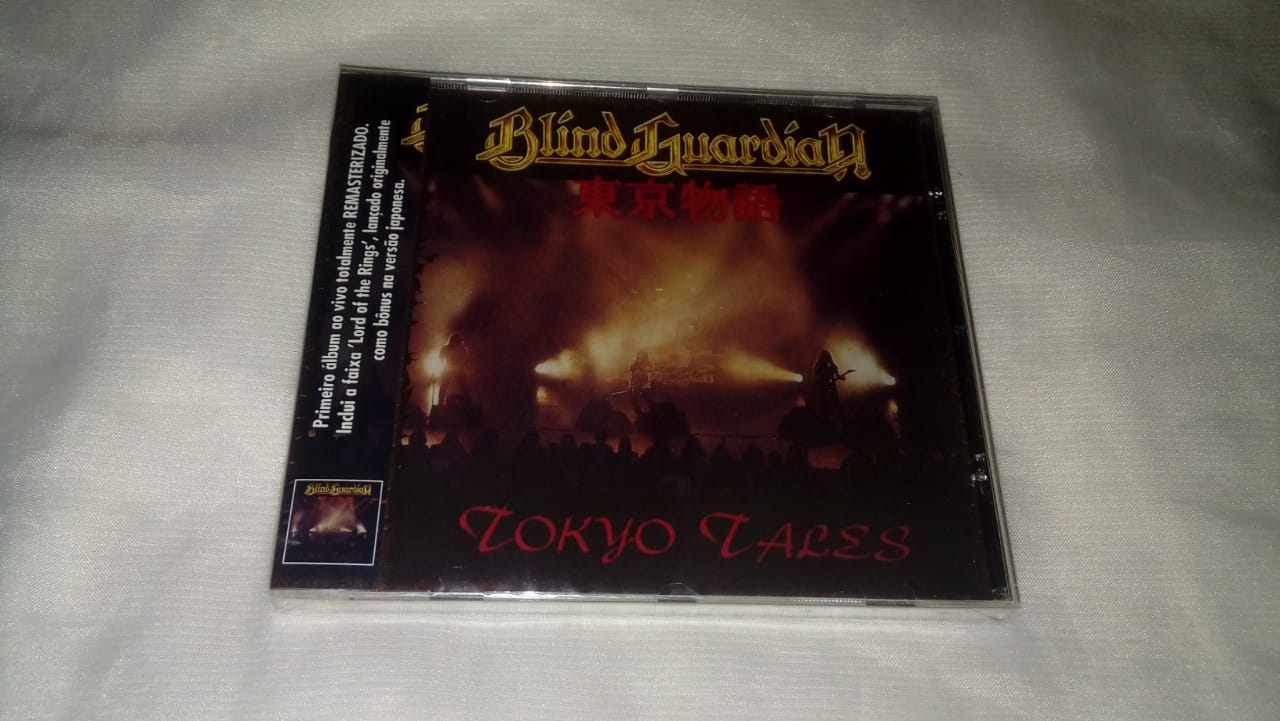 Primeiro álbum ao vivo totalmente REMASTERIZADO.
Inclui a faixa 'Lord of the Rings', lançado originalmente
como bônus na versão japonesa.
Blind Guardian
Blind Guardian
東京物語
Tokyo Tales